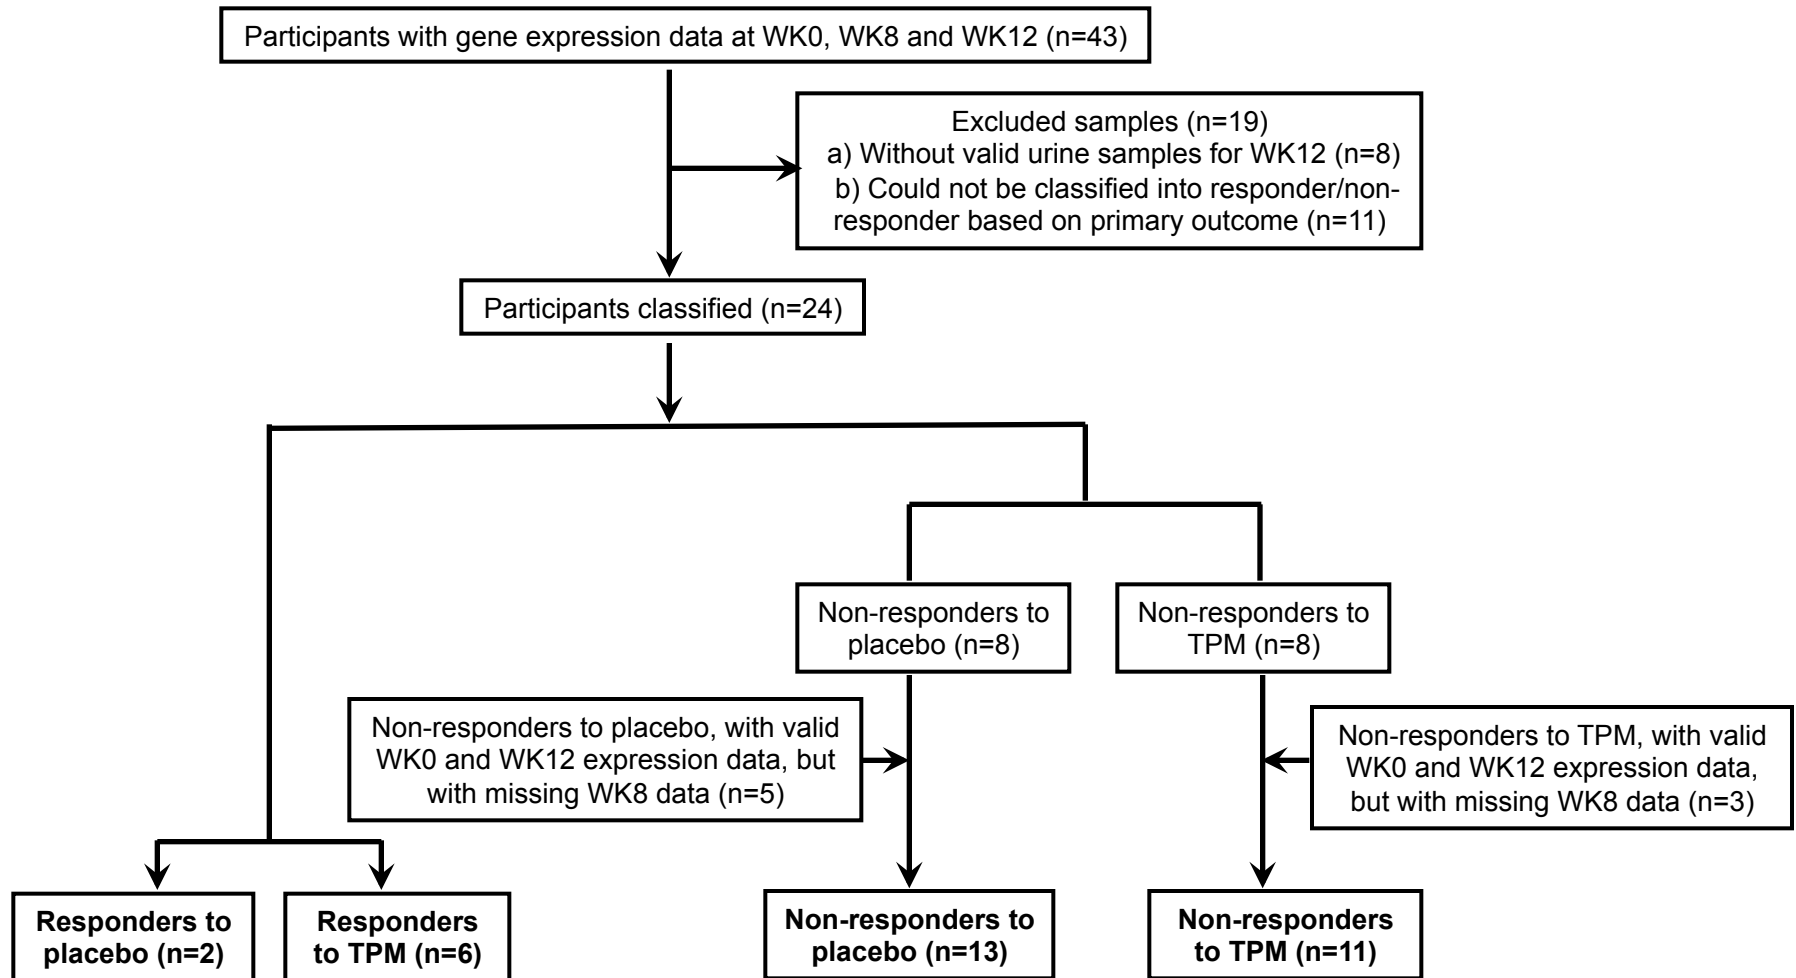 Participants with gene expression data at WK0, WK8 and WK12 (n=43)
Excluded samples (n=19)
a) Without valid urine samples for WK12 (n=8)
b) Could not be classified into responder/non-
responder based on primary outcome (n=11)
Participants classified (n=24)
Non-responders to
placebo (n=8)
Non-responders to
TPM (n=8)
Non-responders to placebo, with valid
WK0 and WK12 expression data, but
with missing WK8 data (n=5)
Non-responders to TPM, with valid
WK0 and WK12 expression data,
but with missing WK8 data (n=3)
Responders to
placebo (n=2)
Responders
to TPM (n=6)
Non-responders to
placebo (n=13)
Non-responders
to TPM (n=11)